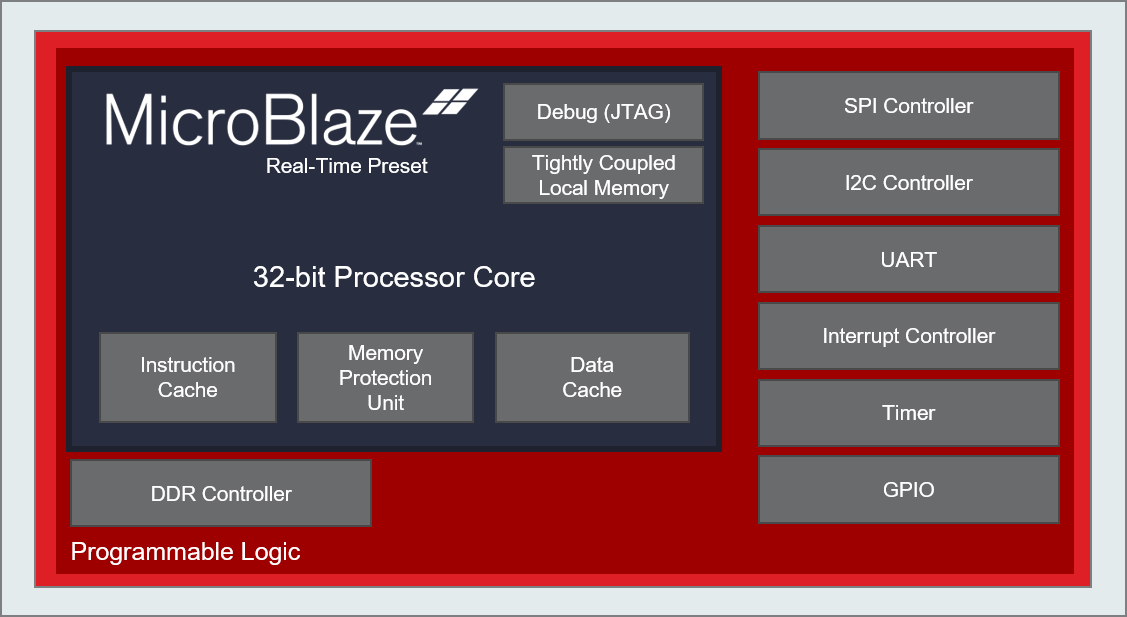 MicroBlaze™
Real-Time Preset
Debug (JTAG)
Tightly Coupled
Local Memory
32-bit Processor Core
Instruction
Cache
Memory
Protection
Unit
Data
Cache
DDR Controller
Programmable Logic
SPI Controller
I2C Controller
UART
Interrupt Controller
Timer
GPIO